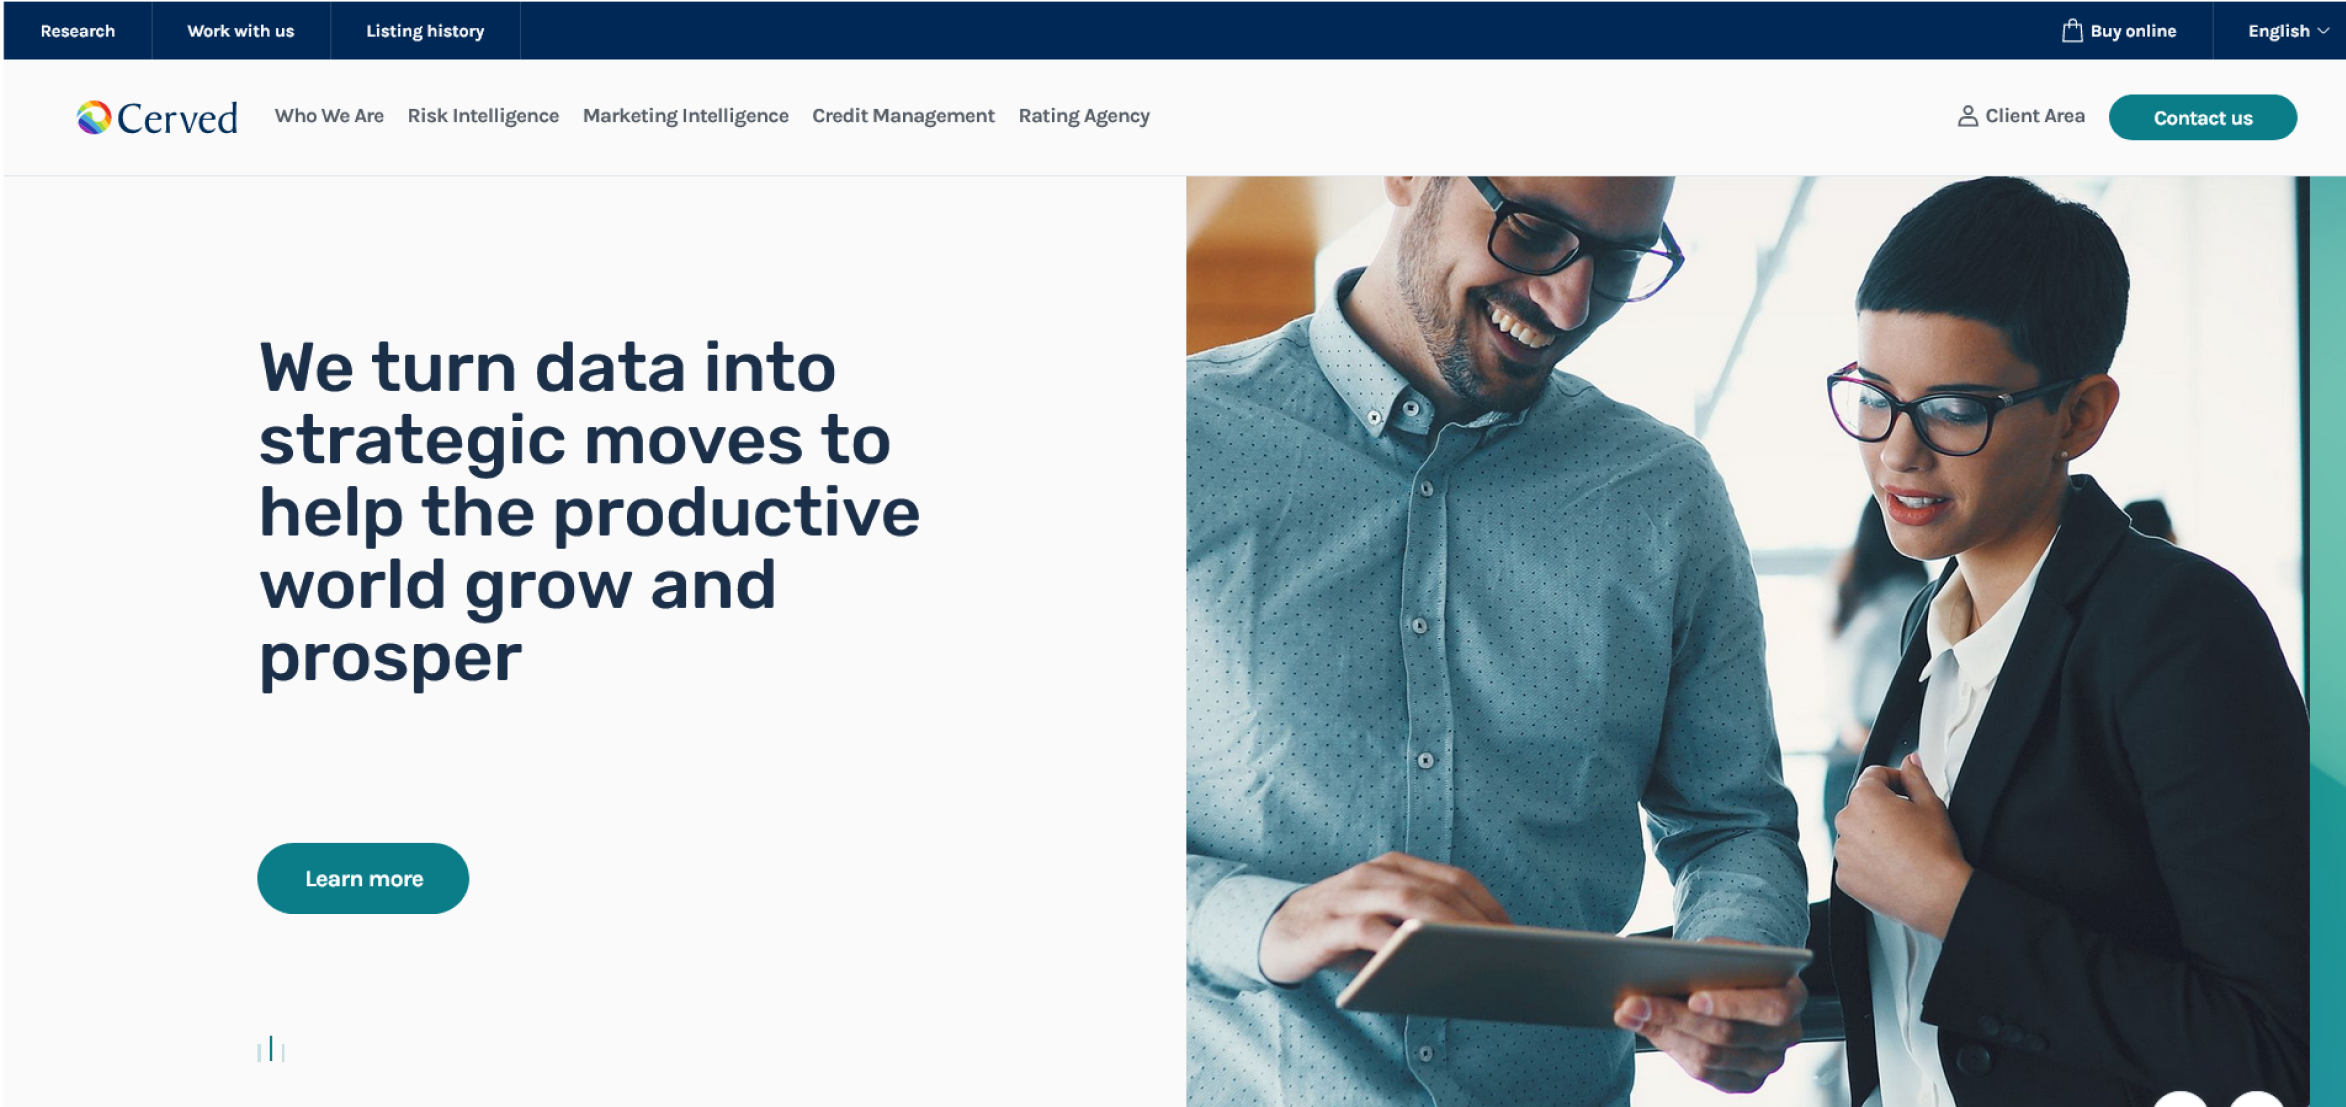 Research
Work with us
Listing history
Buy online
English
Cerved
Who We Are
Risk Intelligence
Marketing Intelligence
Credit Management
Rating Agency
Client Area
Contact us
We turn data into
strategic moves to
help the productive
world grow and
prosper
Learn more